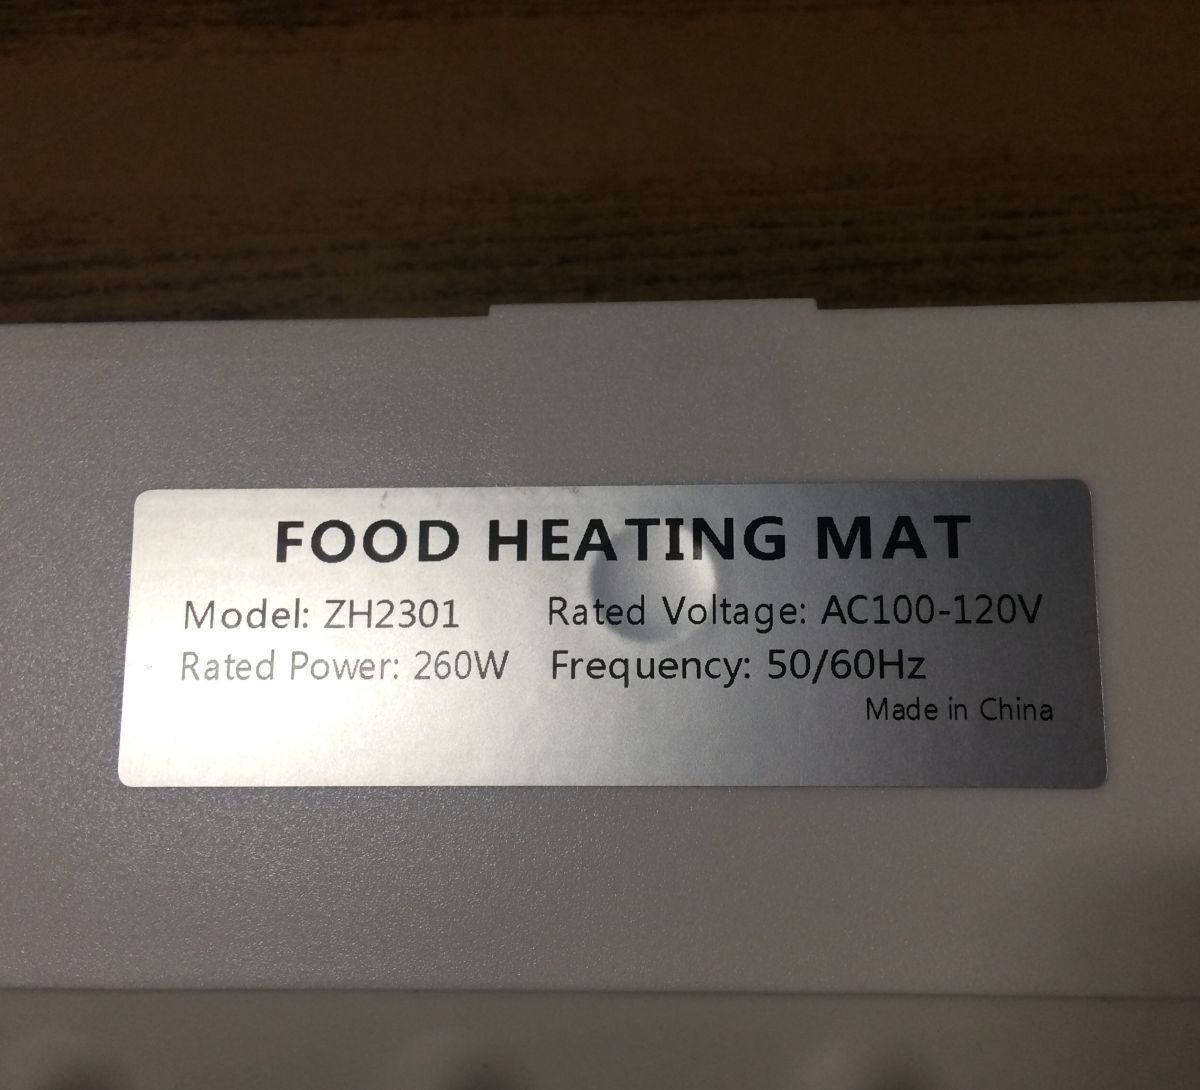 FOOD HEATING MAT
Model: ZH2301 Rated Voltage: AC100-120V
Rated Power: 260W Frequency: 50/60Hz
Made in China